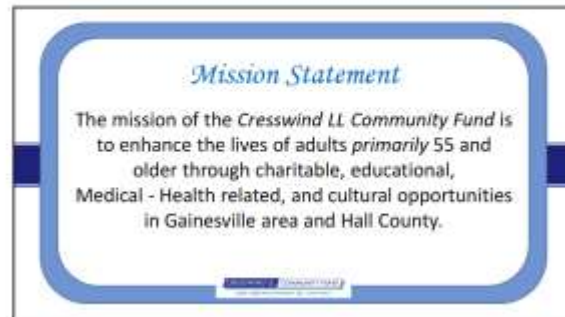 Mission Statement
The mission of the Cresswind LL Community Fund is
to enhance the lives of adults primarily 55 and
older through charitable, educational,
Medical - Health related, and cultural opportunities
in Gainesville area and Hall County.